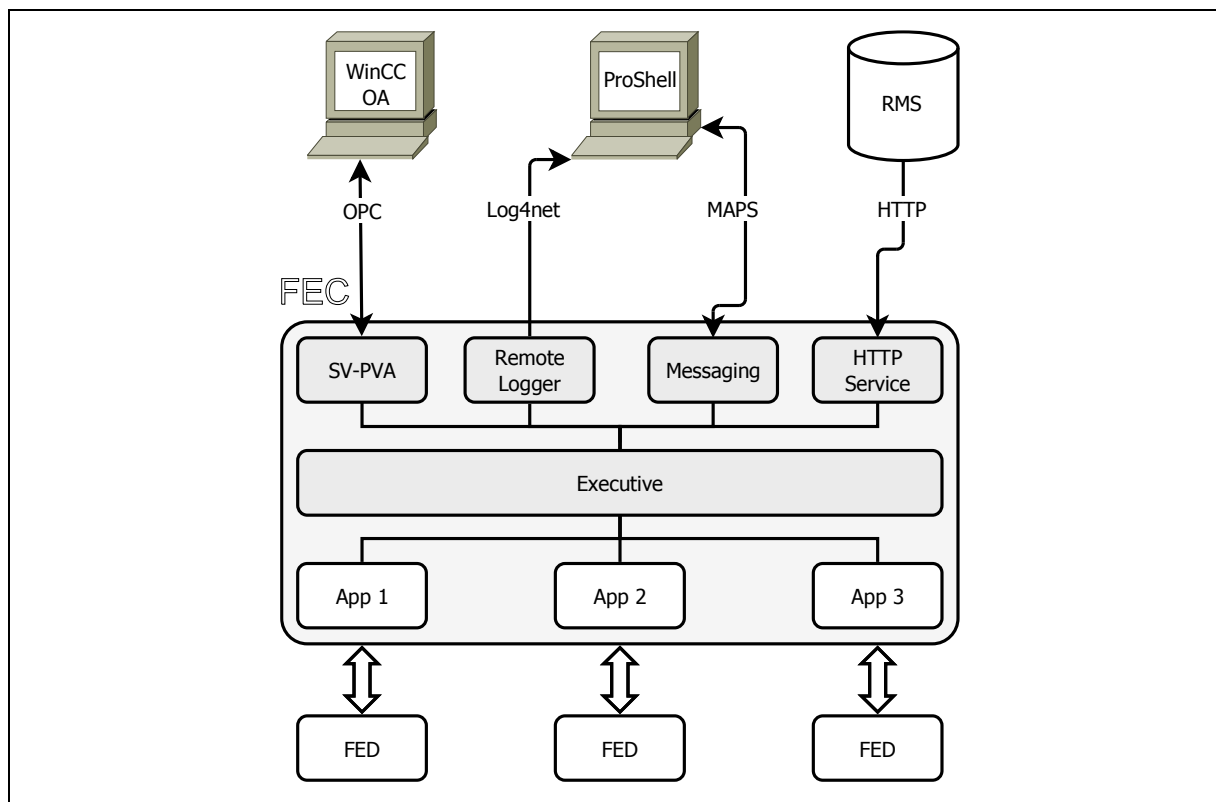 WinCC
OA
ProShell
RMS
OPC
Log4net
MAPS
HTTP
FEC
SV-PVA
Remote
Logger
Messaging
HTTP
Service
Executive
App 1
App 2
App 3
FED
FED
FED